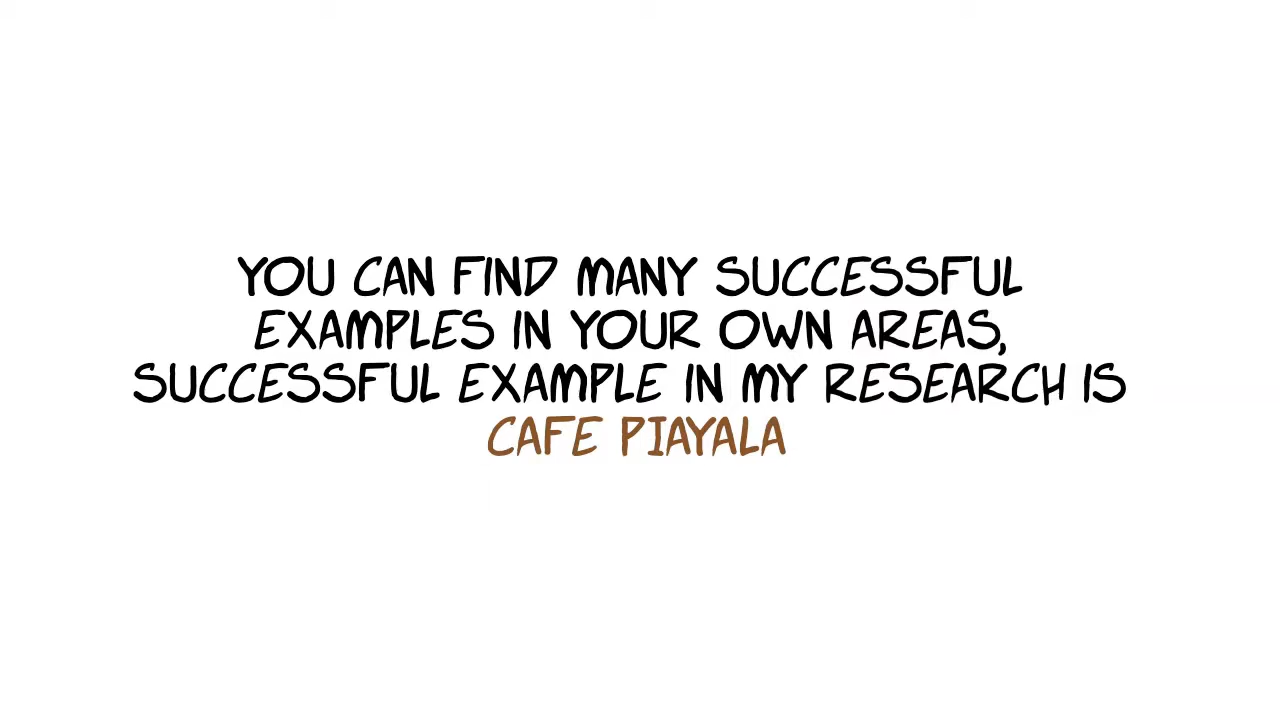 YOU CAN FIND MANY SUCCESSFUL
EXAMPLES IN YOUR OWN AREAS,
SUCCESSFUL EXAMPLE IN MY RESEARCH IS
CAFE PIAYALA